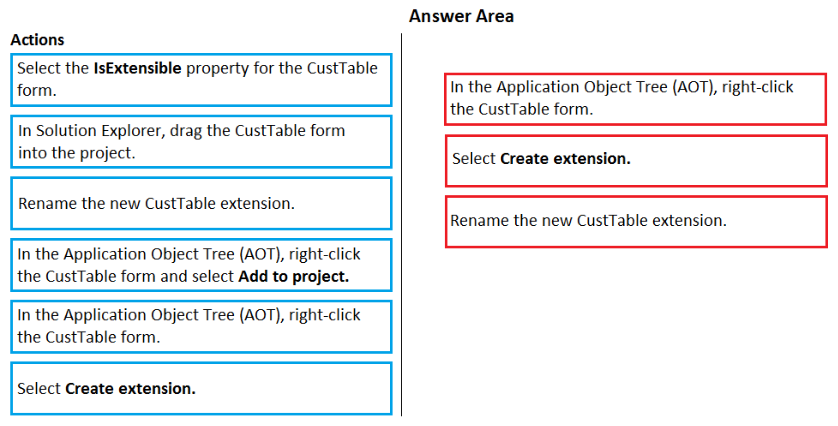 Answer Area
Actions
Select the IsExtensible property for the CustTable
form.
In Solution Explorer, drag the CustTable form
into the project.
Rename the new CustTable extension.
In the Application Object Tree (AOT), right-click
the CustTable form and select Add to project.
In the Application Object Tree (AOT), right-click
the CustTable form.
Select Create extension.
In the Application Object Tree (AOT), right-click
the CustTable form.
Select Create extension.
Rename the new CustTable extension.